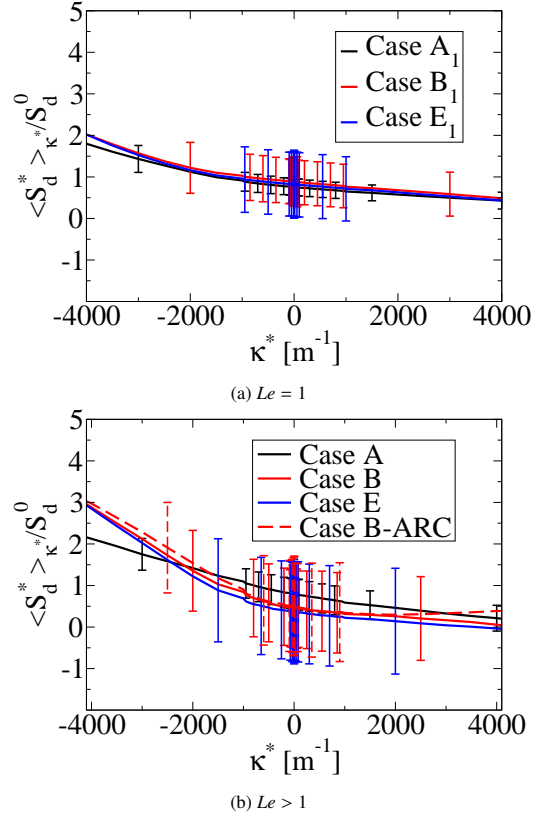 5
4
3
2
1
0
-1
<S*d>κ*/S0d
Case A1
Case B1
Case E1
-4000 -2000 0 2000 4000
κ* [m-1]
(a) Le = 1
5
4
3
2
1
0
-1
<S*d>κ*/S0d
Case A
Case B
Case E
Case B-ARC
-4000 -2000 0 2000 4000
κ* [m-1]
(b) Le > 1